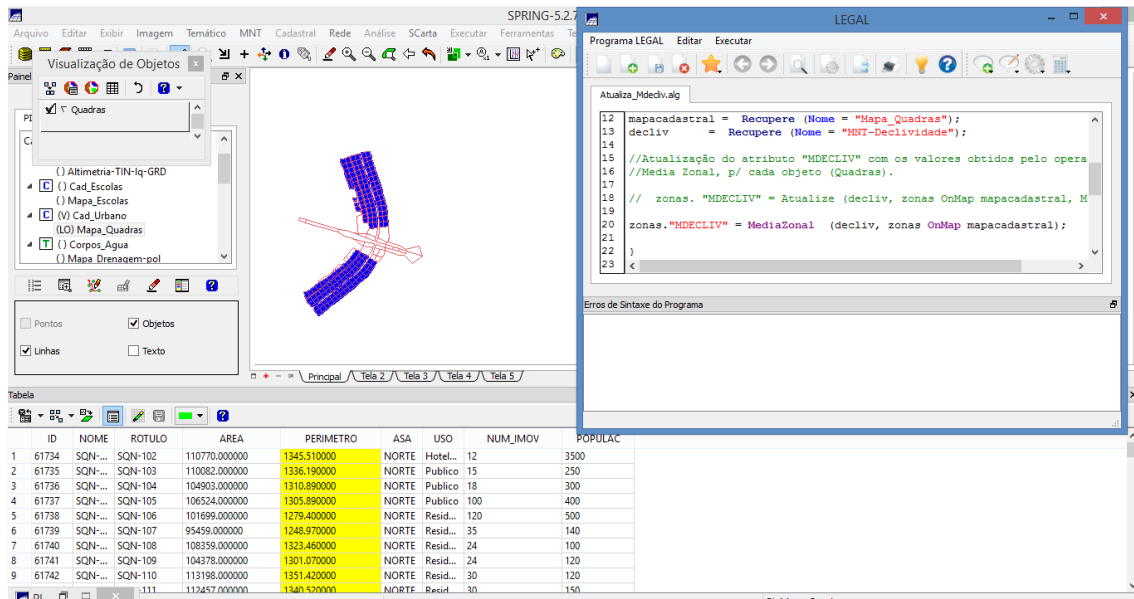 SPRING-5.2.7
Arquivo Editar Exibir Imagem Temático MNT Cadastral Rede Análise SCarta Executar Ferramentas
Visualização de Objetos
Painel
Quadras
() Altimetria-TIN-lq-GRD
() Cad_Escolas
() Mapa_Escolas
(V) Cad_Urbano
(LO) Mapa_Quadras
() Corpos_Agua
() Mapa_Drenagem-pol
Pontos
Objetos
Linhas
Texto
Principal Tela 2 Tela 3 Tela 4 Tela 5
LEGAL
Programa LEGAL Editar Executar
Atualiza_Mdecliv.alg
12 mapacadastral = Recupere (Nome = "Mapa_Quadras");
13 decliv = Recupere (Nome = "MNT-Declividade");
14
15 //Atualização do atributo "MDECLIV" com os valores obtidos pelo opera
16 //Media Zonal, p/ cada objeto (Quadras).
17
18 // zonas. "MDECLIV" = Atualize (decliv, zonas OnMap mapacadastral, M
19
20 zonas."MDECLIV" = MediaZonal (decliv, zonas OnMap mapacadastral);
21
22 }
23
Erros de Sintaxe do Programa
Tabela
ID NOME ROTULO AREA PERIMETRO ASA USO NUM_IMOV POPULAC
1 61734 SQN-... SQN-102 110770.000000 1345.510000 NORTE Hotel... 12 3500
2 61735 SQN-... SQN-103 110082.000000 1336.190000 NORTE Publico 15 250
3 61736 SQN-... SQN-104 104903.000000 1310.890000 NORTE Publico 18 300
4 61737 SQN-... SQN-105 106524.000000 1305.890000 NORTE Publico 100 400
5 61738 SQN-... SQN-106 101699.000000 1279.400000 NORTE Resid... 120 500
6 61739 SQN-... SQN-107 95459.000000 1248.970000 NORTE Resid... 35 140
7 61740 SQN-... SQN-108 108359.000000 1323.460000 NORTE Resid... 24 100
8 61741 SQN-... SQN-109 104378.000000 1301.070000 NORTE Resid... 24 120
9 61742 SQN-... SQN-110 113198.000000 1351.420000 NORTE Resid... 30 120
-111 112457.000000 1340.520000 NORTE Resid... 30 150